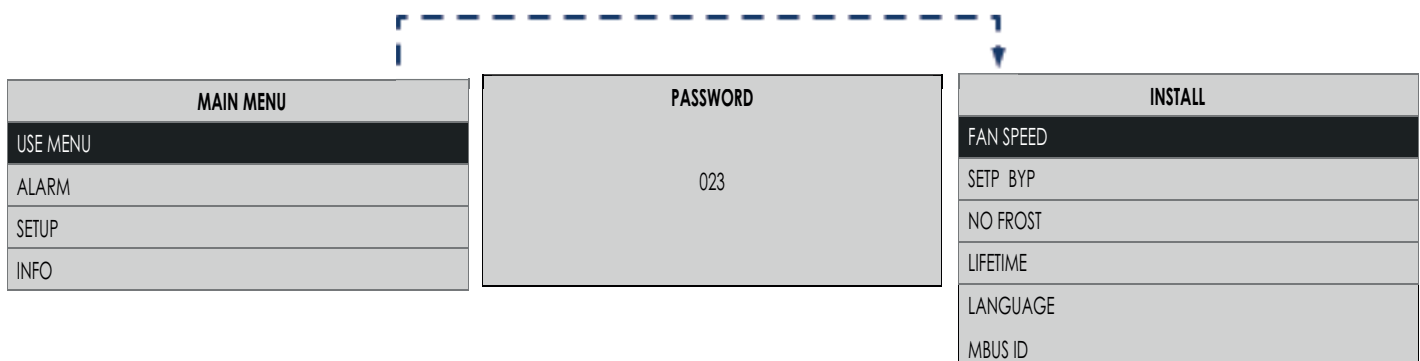 MAIN MENU
USE MENU
ALARM
SETUP
INFO
PASSWORD
023
INSTALL
FAN SPEED
SETP BYP
NO FROST
LIFETIME
LANGUAGE
MBUS ID